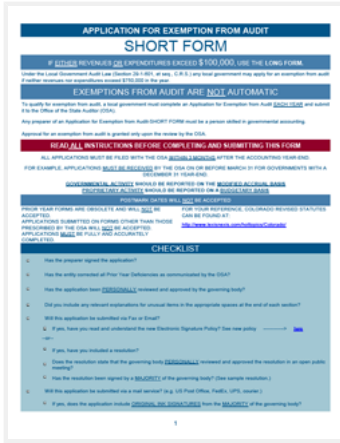 APPLICATION FOR EXEMPTION FROM AUDIT
SHORT FORM
IF EITHER REVENUES OR EXPENDITURES EXCEED $100,000, USE THE LONG FORM.
Under the Local Government Audit Law (Section 29-1-601, et seq., C.R.S.) any local government may apply for an exemption from audit
if neither revenues nor expenditures exceed $750,000 in the year.
EXEMPTIONS FROM AUDIT ARE NOT AUTOMATIC
To qualify for exemption from audit, a local government must complete an Application for Exemption from Audit EACH YEAR and submit
it to the Office of the State Auditor (OSA).
Any preparer of an Application for Exemption from Audit-SHORT FORM must be a person skilled in governmental accounting.
Approval for an exemption from audit is granted only upon the review by the OSA.
READ ALL INSTRUCTIONS BEFORE COMPLETING AND SUBMITTING THIS FORM
ALL APPLICATIONS MUST BE FILED WITH THE OSA WITHIN 3 MONTHS AFTER THE ACCOUNTING YEAR-END.
FOR EXAMPLE, APPLICATIONS MUST BE RECEIVED BY THE OSA ON OR BEFORE MARCH 31 FOR GOVERNMENTS WITH A
DECEMBER 31 YEAR-END.
GOVERNMENTAL ACTIVITY SHOULD BE REPORTED ON THE MODIFIED ACCRUAL BASIS
PROPRIETARY ACTIVITY SHOULD BE REPORTED ON A BUDGETARY BASIS
POSTMARK DATES WILL NOT BE ACCEPTED
PRIOR YEAR FORMS ARE OBSOLETE AND WILL NOT BE
ACCEPTED.
APPLICATIONS SUBMITTED ON FORMS OTHER THAN THOSE
PRESCRIBED BY THE OSA WILL NOT BE ACCEPTED.
APPLICATIONS MUST BE FULLY AND ACCURATELY
COMPLETED.
FOR YOUR REFERENCE, COLORADO REVISED STATUTES
CAN BE FOUND AT:
http://www.lexisnexis.com/hottopics/Colorado/
CHECKLIST
Has the preparer signed the application?
Has the entity corrected all Prior Year Deficiencies as communicated by the OSA?
Has the application been PERSONALLY reviewed and approved by the governing body?
Did you include any relevant explanations for unusual items in the appropriate spaces at the end of each section?
Will this application be submitted via Fax or Email?
If yes, have you read and understand the new Electronic Signature Policy? See new policy -----> here
--or--
If yes, have you included a resolution?
Does the resolution state that the governing body PERSONALLY reviewed and approved the resolution in an open public
meeting?
Has the resolution been signed by a MAJORITY of the governing body? (See sample resolution.)
Will this application be submitted via a mail service? (e.g. US Post Office, FedEx, UPS, courier.)
If yes, does the application include ORIGINAL INK SIGNATURES from the MAJORITY of the governing body?
1